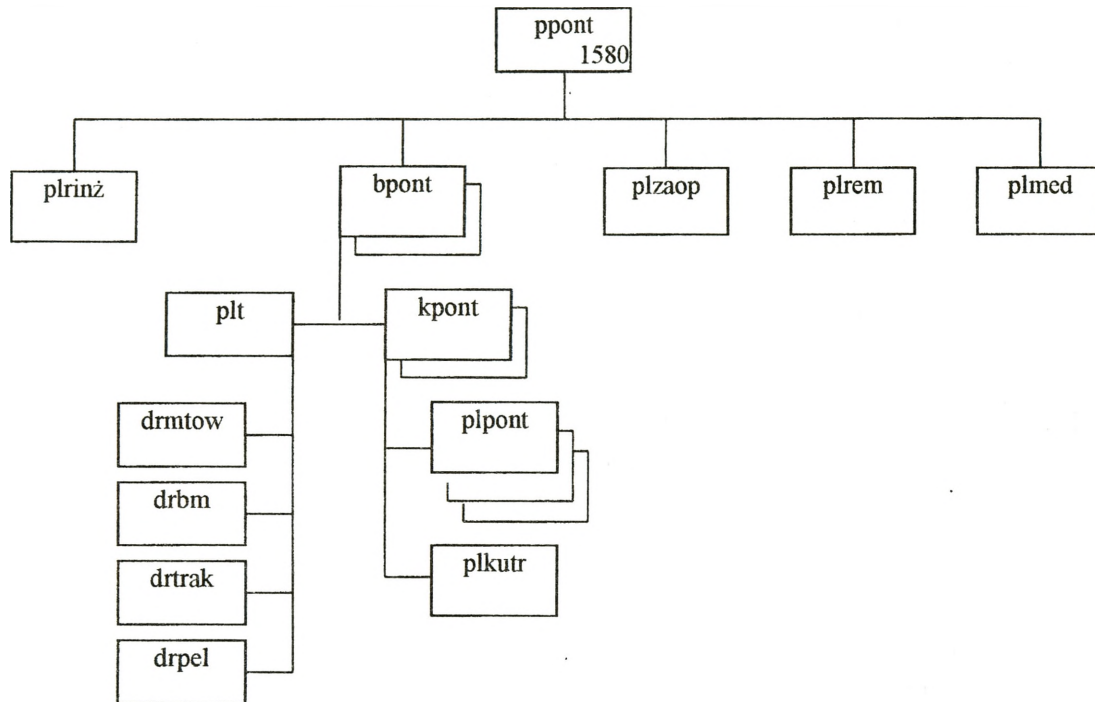 ppont
1580
plrinż
bpont
plzaop
plrem
plmed
plt
kpont
drmtow
plpont
drbm
drtrak
plkutr
drpel